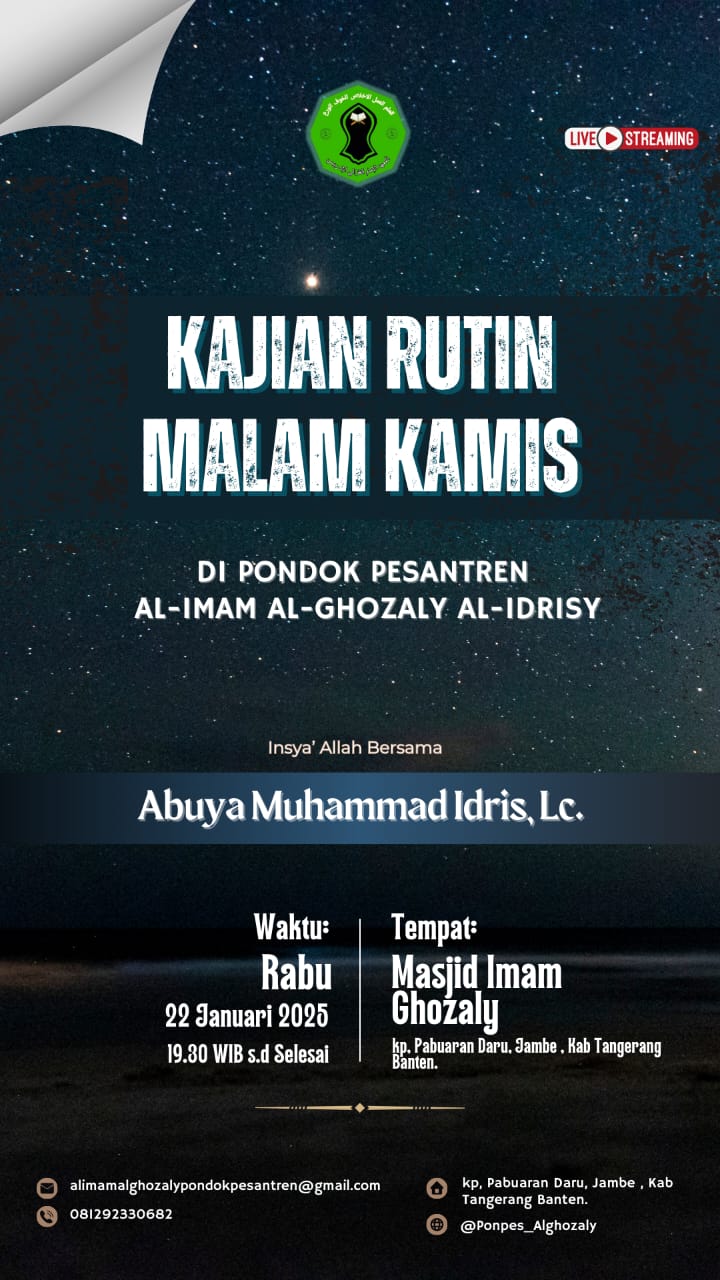 LIVE STREAMING
KAJIAN RUTIN
MALAM KAMIS
DI PONDOK PESANTREN
AL-IMAM AL-GHOZALY AL-IDRISY
Insya’ Allah Bersama
Abuya Muhammad Idris, Lc.
Waktu:
Rabu
22 Januari 2025
19.30 WIB s.d Selesai
Tempat:
Masjid Imam
Ghozaly
kp, Pabuaran Daru, Jambe , Kab Tangerang
Banten.
alimamalghozalypondokpesantren@gmail.com
081292330682
kp, Pabuaran Daru, Jambe , Kab
Tangerang Banten.
@Ponpes_Alghozaly